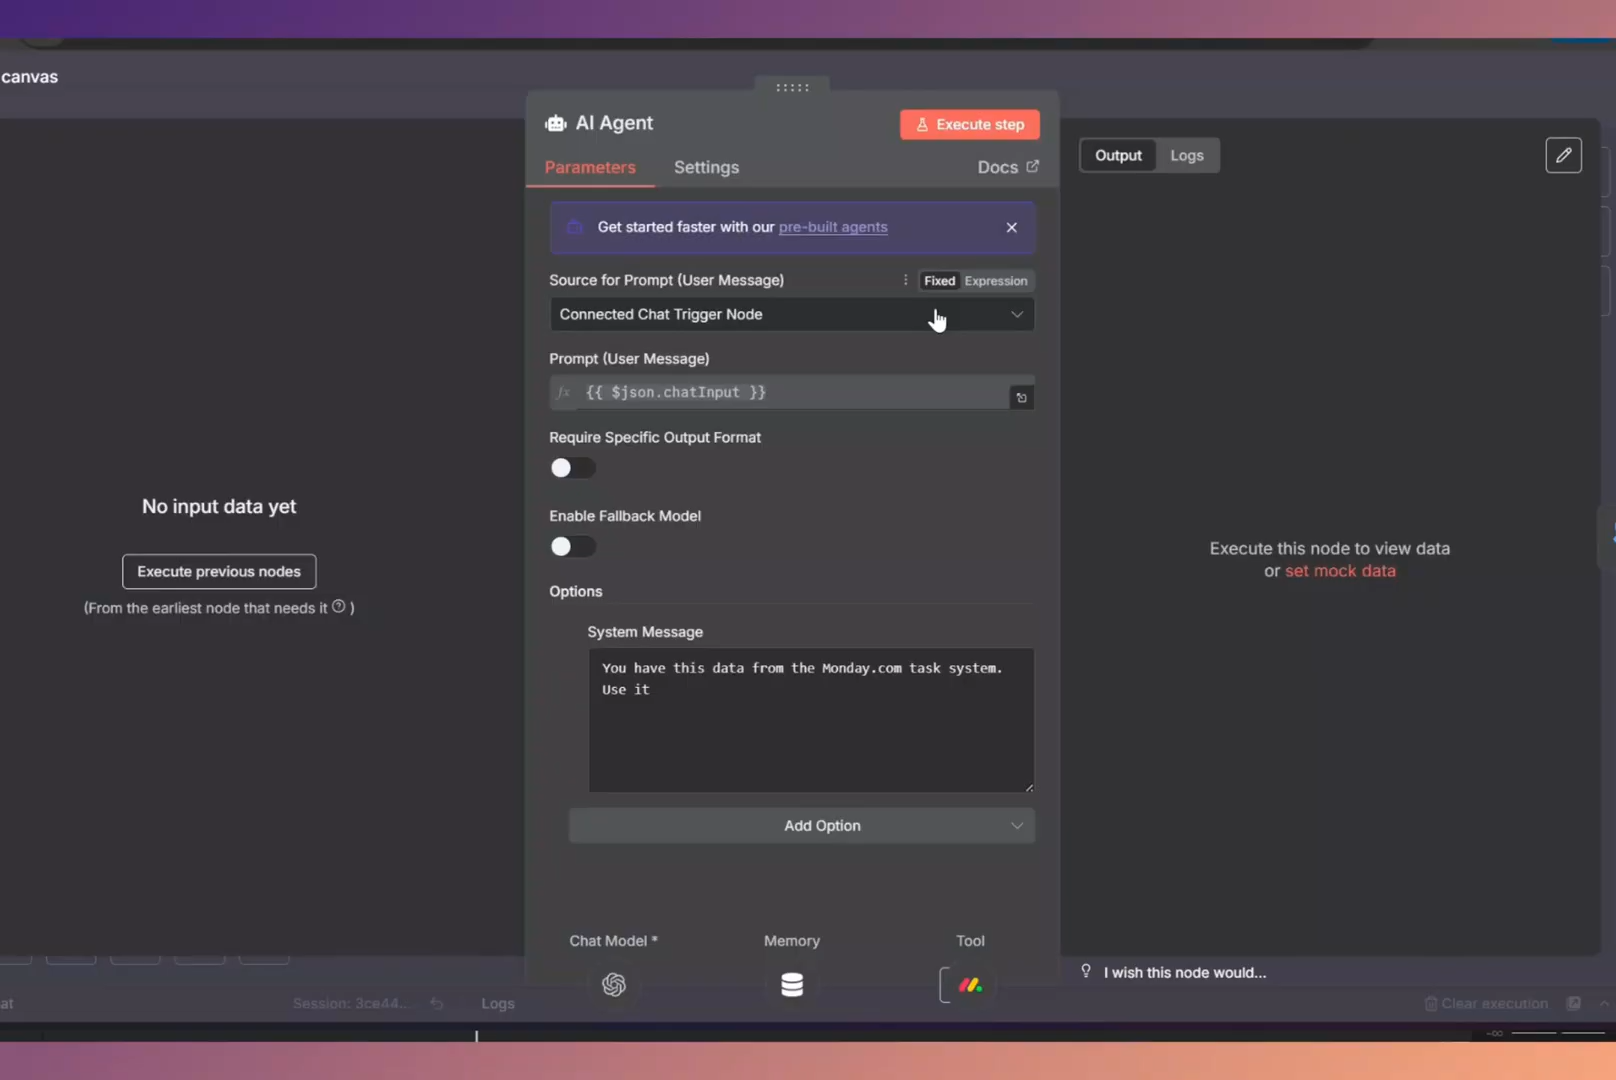 canvas
AI Agent
Execute step
Parameters
Settings
Docs
Output
Logs
Get started faster with our pre-built agents
Source for Prompt (User Message)
Fixed
Expression
Connected Chat Trigger Node
Prompt (User Message)
fx
{{ $json.chatInput }}
Require Specific Output Format
Enable Fallback Model
No input data yet
Execute previous nodes
(From the earliest node that needs it ? )
Execute this node to view data
or set mock data
Options
System Message
You have this data from the Monday.com task system.
Use it
Add Option
Chat Model *
Memory
Tool
I wish this node would...
at
Session: 3ce44...
Logs
Clear execution